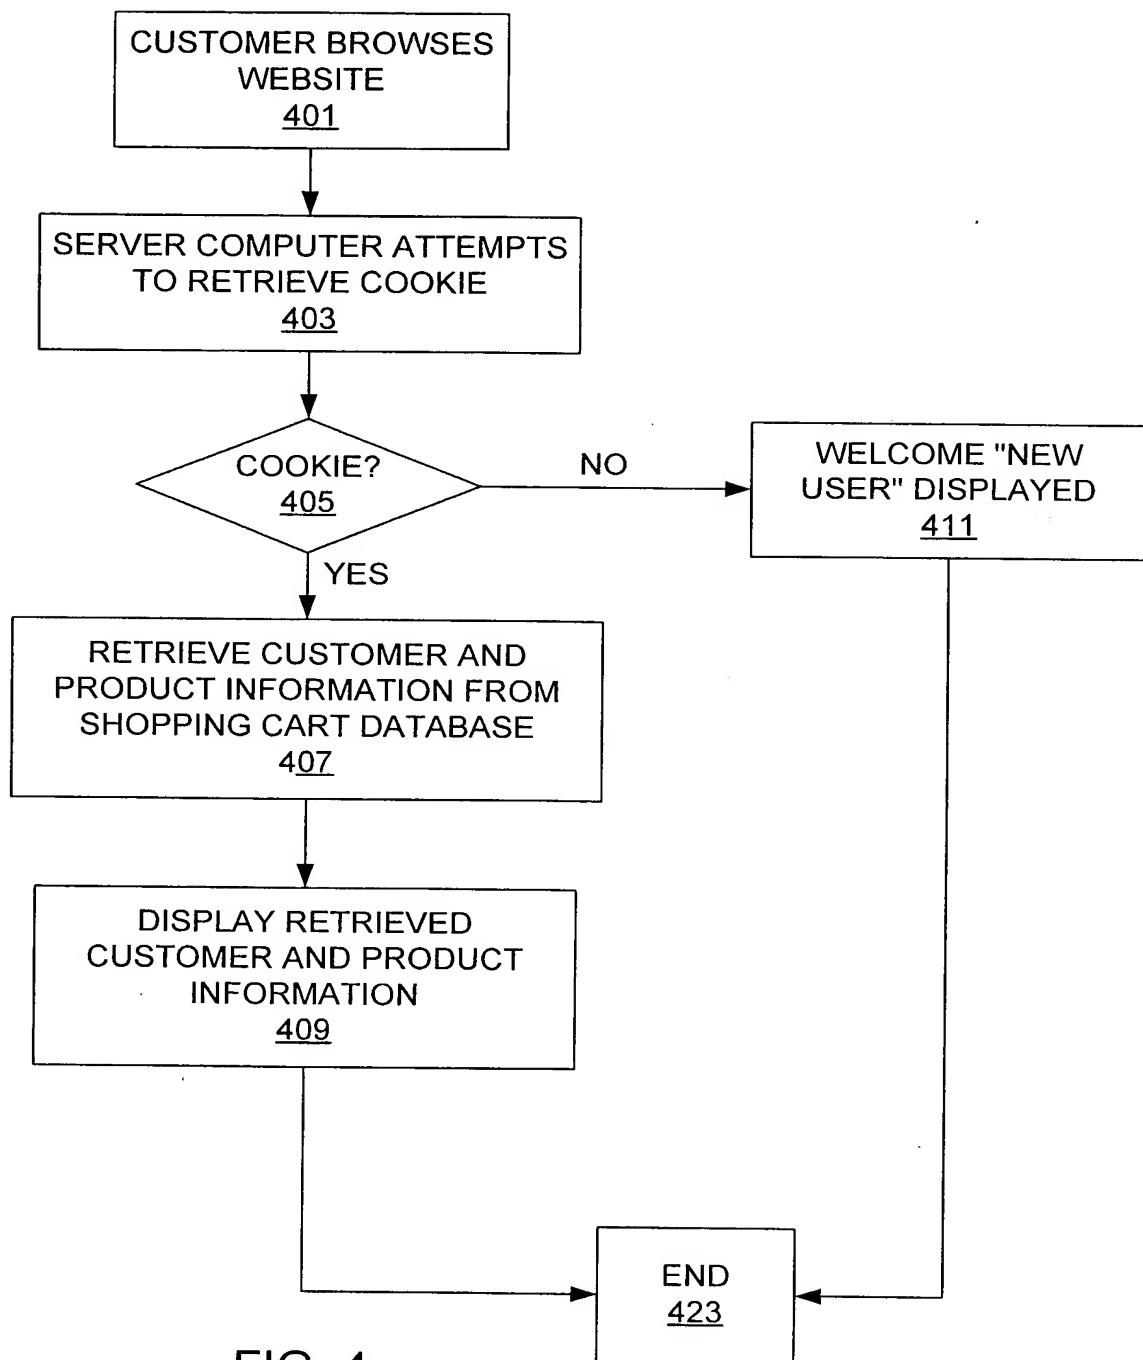 CUSTOMER BROWSES
WEBSITE
401
SERVER COMPUTER ATTEMPTS
TO RETRIEVE COOKIE
403
COOKIE?
405
NO
WELCOME "NEW
USER" DISPLAYED
411
YES
RETRIEVE CUSTOMER AND
PRODUCT INFORMATION FROM
SHOPPING CART DATABASE
407
DISPLAY RETRIEVED
CUSTOMER AND PRODUCT
INFORMATION
409
END
423
FIG. 4